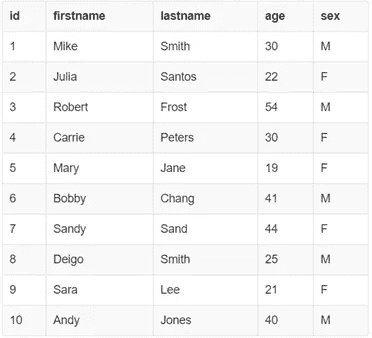 id firstname lastname age sex
1 Mike Smith 30 M
2 Julia Santos 22 F
3 Robert Frost 54 M
4 Carrie Peters 30 F
5 Mary Jane 19 F
6 Bobby Chang 41 M
7 Sandy Sand 44 F
8 Deigo Smith 25 M
9 Sara Lee 21 F
10 Andy Jones 40 M